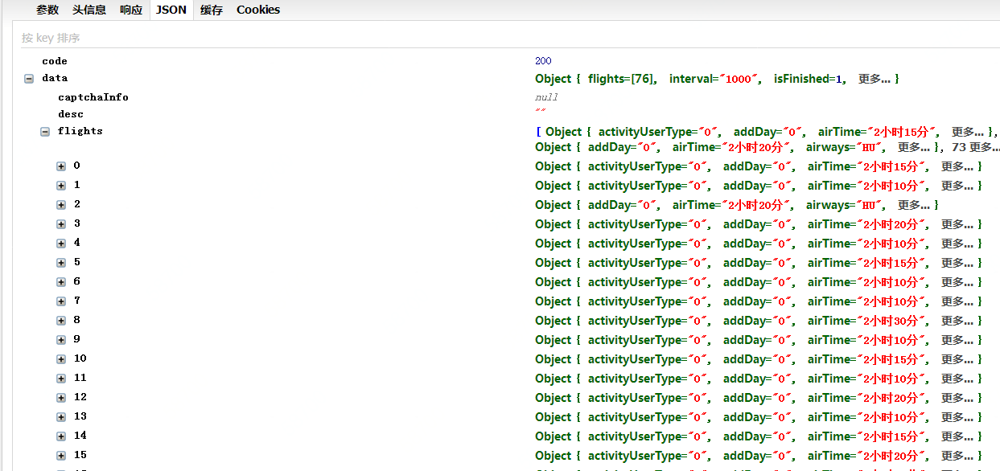 参数 头信息 响应 JSON 缓存 Cookies
按 key 排序
code 200
data Object { flights=[76], interval="1000", isFinished=1, 更多... }
captchaInfo null
desc ""
flights [ Object { activityUserType="0", addDay="0", airTime="2小时15分", 更多... },
Object { addDay="0", airTime="2小时20分", airways="HU", 更多... }, 73 更多...
0 Object { activityUserType="0", addDay="0", airTime="2小时15分", 更多... }
1 Object { activityUserType="0", addDay="0", airTime="2小时10分", 更多... }
2 Object { addDay="0", airTime="2小时20分", airways="HU", 更多... }
3 Object { activityUserType="0", addDay="0", airTime="2小时20分", 更多... }
4 Object { activityUserType="0", addDay="0", airTime="2小时10分", 更多... }
5 Object { activityUserType="0", addDay="0", airTime="2小时15分", 更多... }
6 Object { activityUserType="0", addDay="0", airTime="2小时10分", 更多... }
7 Object { activityUserType="0", addDay="0", airTime="2小时10分", 更多... }
8 Object { activityUserType="0", addDay="0", airTime="2小时30分", 更多... }
9 Object { activityUserType="0", addDay="0", airTime="2小时10分", 更多... }
10 Object { activityUserType="0", addDay="0", airTime="2小时15分", 更多... }
11 Object { activityUserType="0", addDay="0", airTime="2小时10分", 更多... }
12 Object { activityUserType="0", addDay="0", airTime="2小时20分", 更多... }
13 Object { activityUserType="0", addDay="0", airTime="2小时10分", 更多... }
14 Object { activityUserType="0", addDay="0", airTime="2小时15分", 更多... }
15 Object { activityUserType="0", addDay="0", airTime="2小时20分", 更多... }